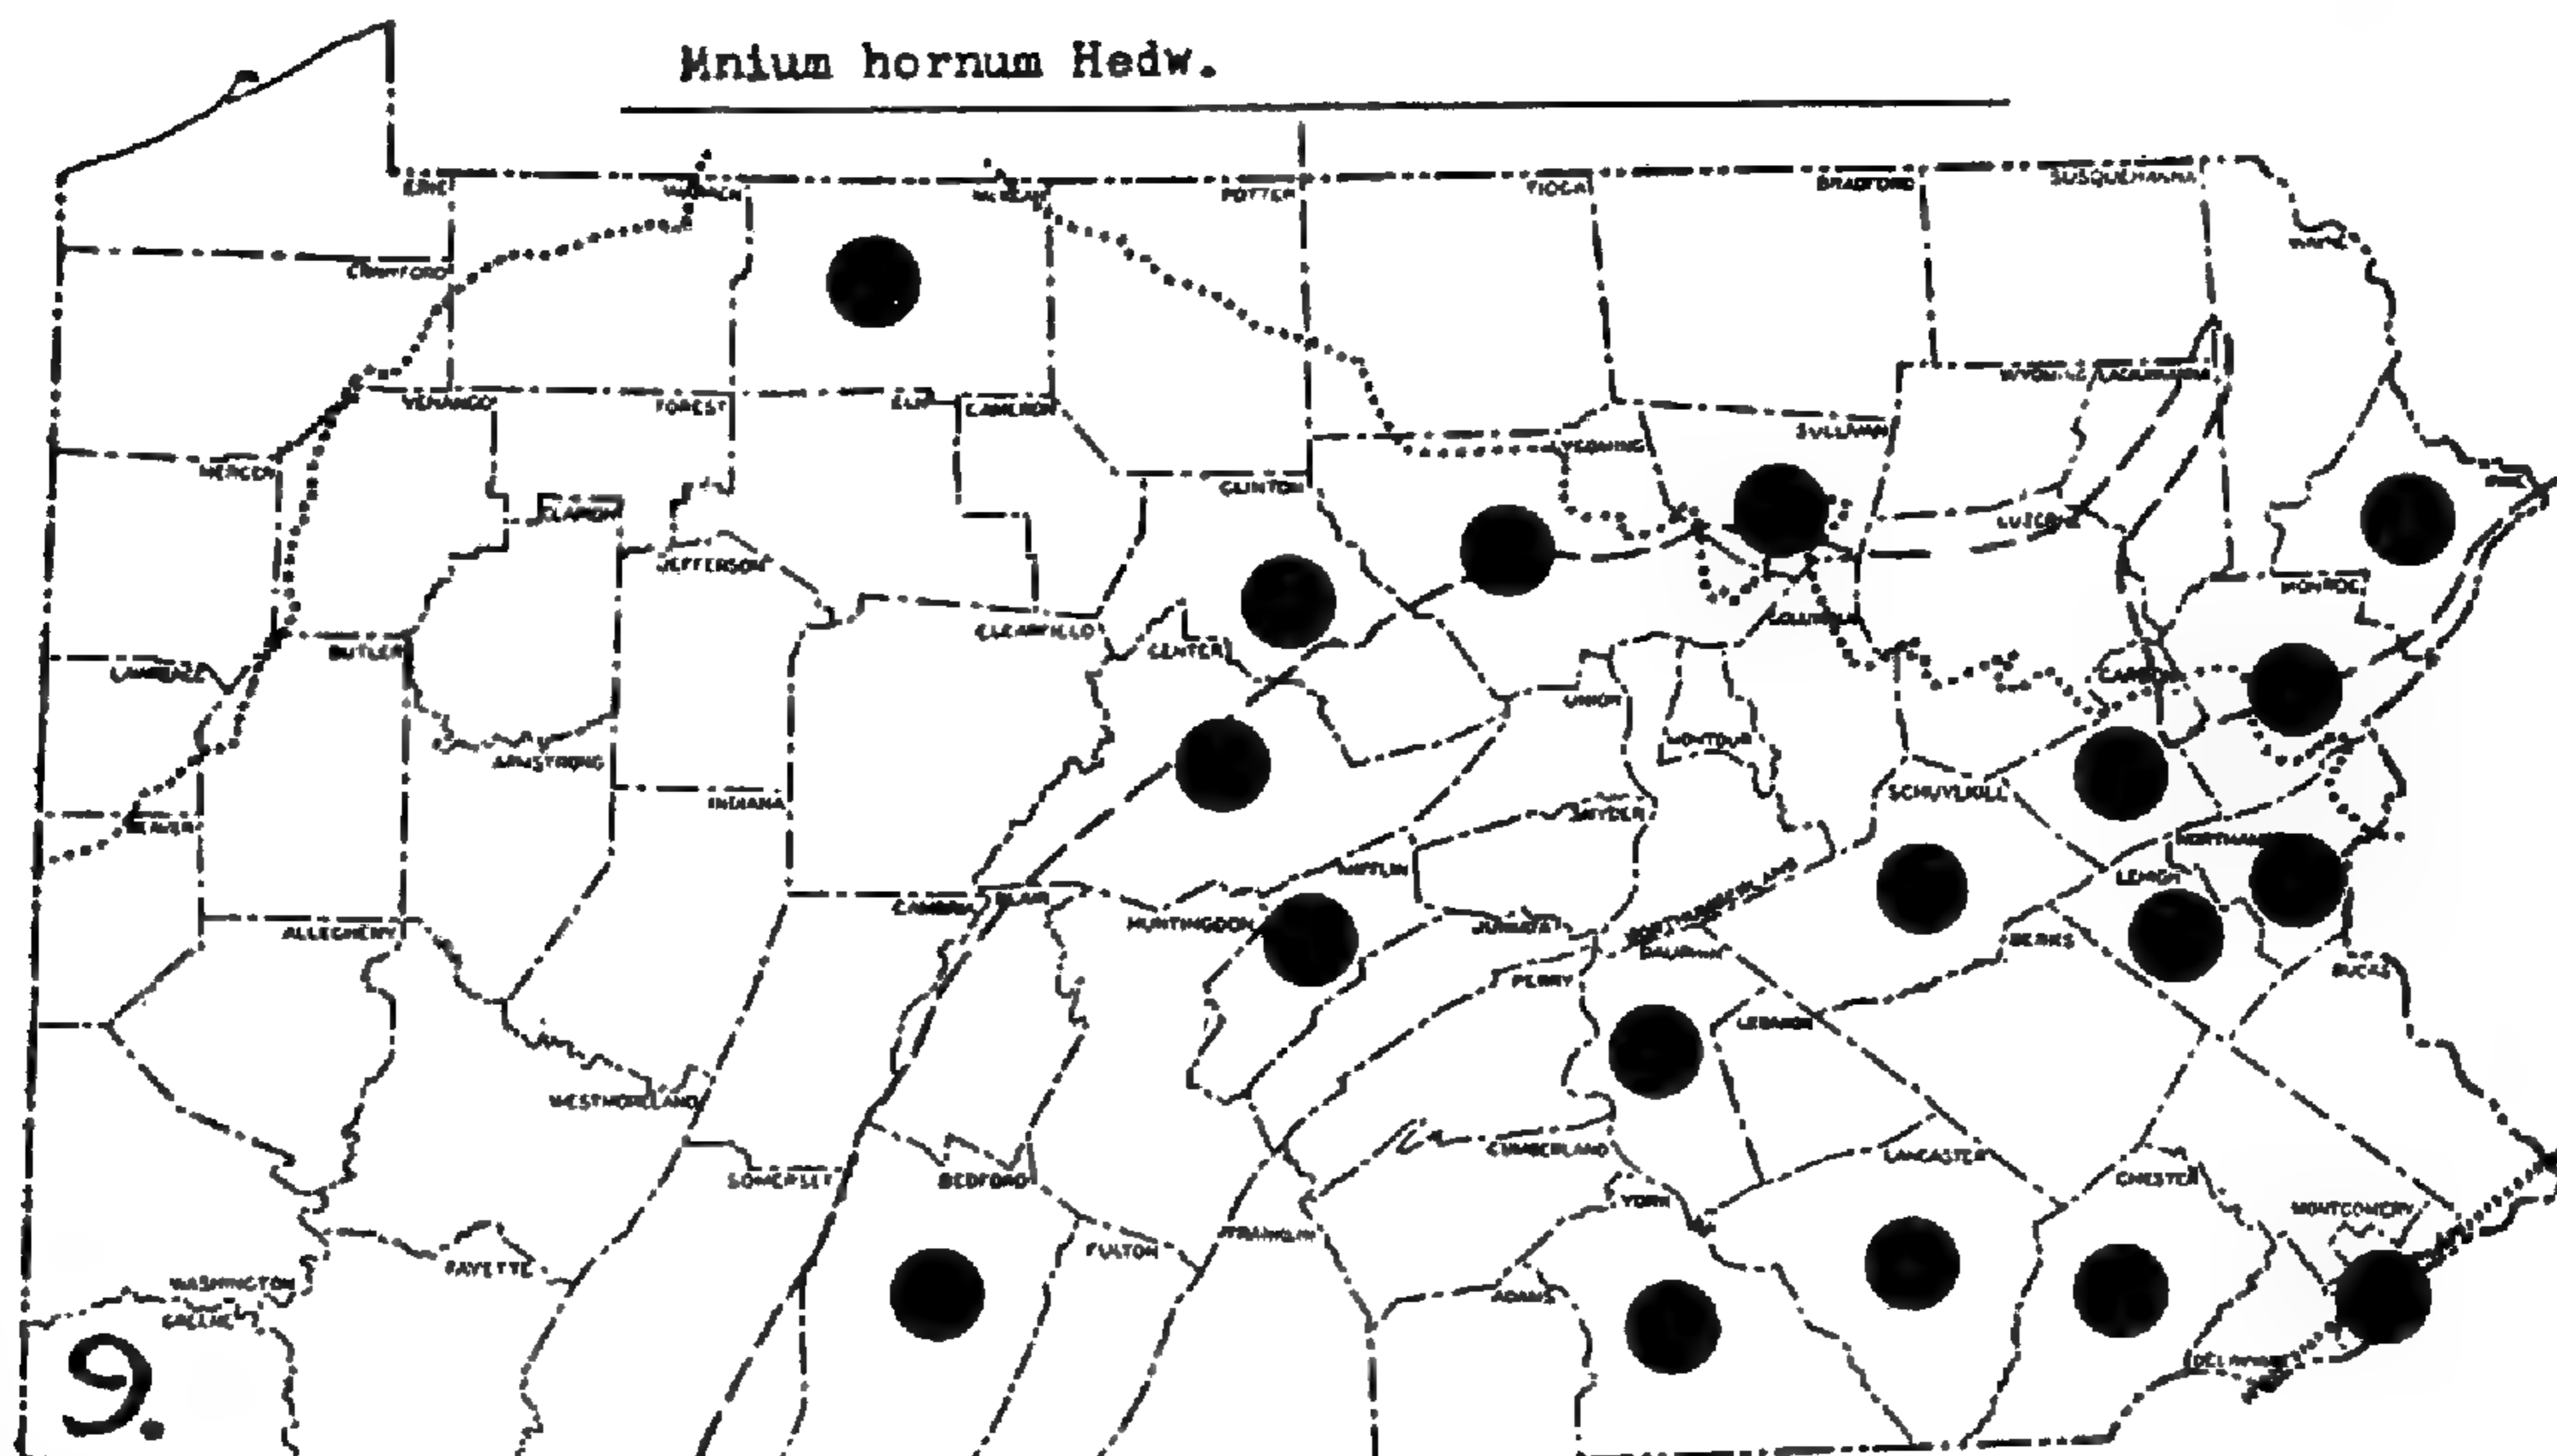 Mnium hornum Hedw.
ERIE
WARREN
McKEAN
POTTER
TIOGA
BRADFORD
SUSQUEHANNA
WAYNE
CRAWFORD
VENANGO
FOREST
ELK
CAMERON
WYOMING
LACKAWANNA
SULLIVAN
LYCOMING
MERCER
CLINTON
PIKE
CLARION
LUZERNE
JEFFERSON
MONROE
COLUMBIA
CLEARFIELD
CENTER
BUTLER
LAWRENCE
CARBON
UNION
MONTOUR
ARMSTRONG
INDIANA
SCHUYLKILL
SNYDER
BEAVER
MIFFLIN
LEHIGH
CAMBRIA
BLAIR
HUNTINGDON
JUNIATA
NORTHUMBERLAND
ALLEGHENY
DAUPHIN
BERKS
PERRY
BUCKS
LEBANON
WESTMORELAND
CUMBERLAND
LANCASTER
SOMERSET
BEDFORD
CHESTER
YORK
MONTGOMERY
FRANKLIN
FULTON
FAYETTE
WASHINGTON
ADAMS
GREENE
DELAWARE
9.